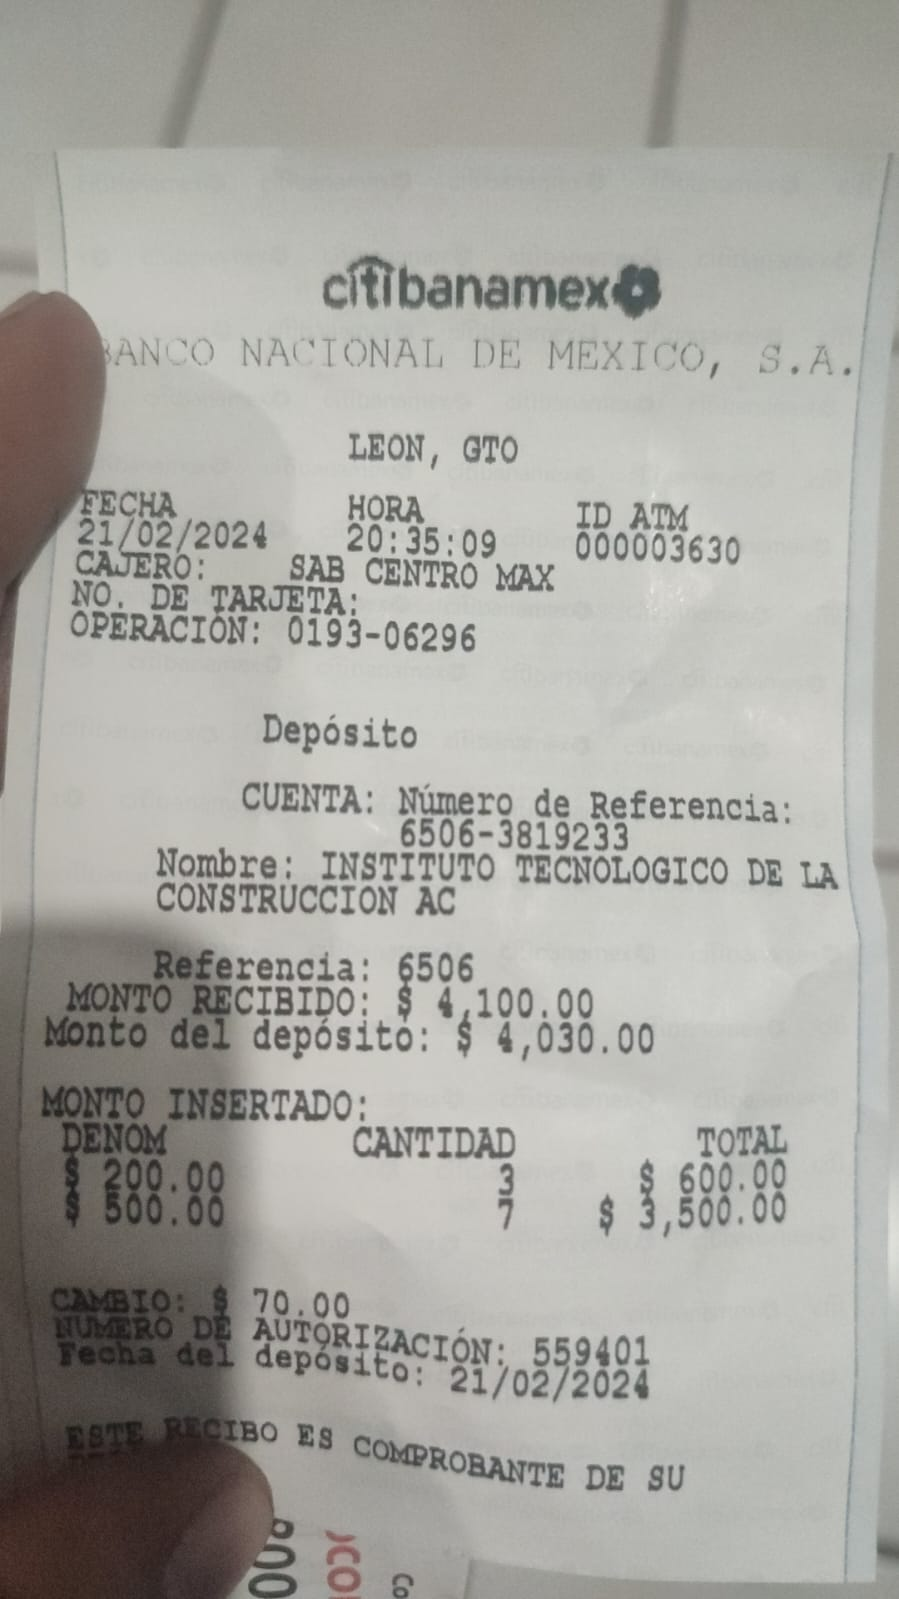 citibanamex
BANCO NACIONAL DE MEXICO, S.A.
LEON, GTO
FECHA HORA ID ATM
21/02/2024 20:35:09 000003630
CAJERO: SAB CENTRO MAX
NO. DE TARJETA:
OPERACIÓN: 0193-06296
Depósito
CUENTA: Número de Referencia:
6506-3819233
Nombre: INSTITUTO TECNOLOGICO DE LA
CONSTRUCCION AC
Referencia: 6506
MONTO RECIBIDO: $ 4,100.00
Monto del depósito: $ 4,030.00
MONTO INSERTADO:
DENOM CANTIDAD TOTAL
$ 200.00 3 $ 600.00
$ 500.00 7 $ 3,500.00
CAMBIO: $ 70.00
NUMERO DE AUTORIZACIÓN: 559401
Fecha del depósito: 21/02/2024
ESTE RECIBO ES COMPROBANTE DE SU